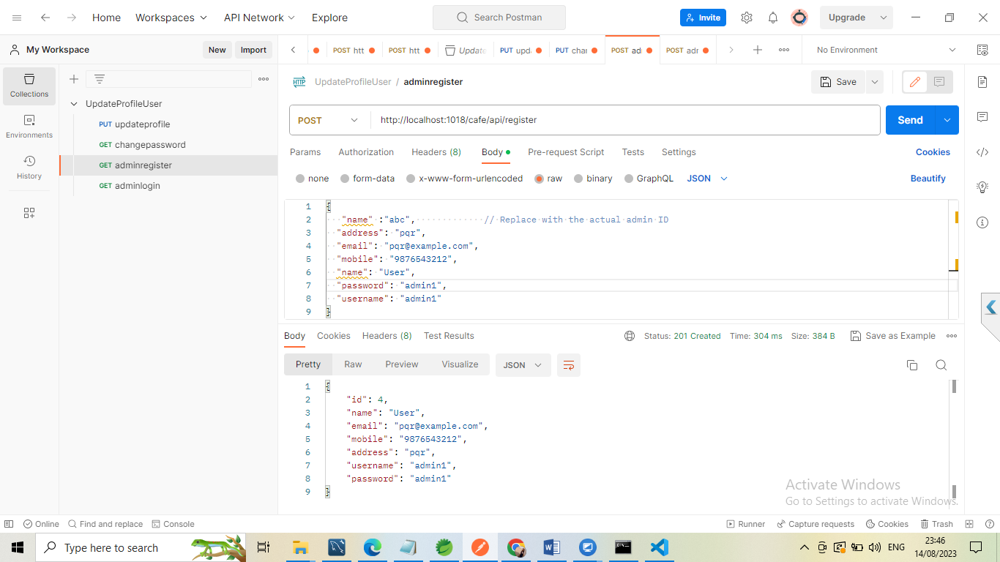 Home Workspaces API Network Explore Search Postman Invite Upgrade
My Workspace New Import POST htt POST htt Update PUT upd POST chai POST adi POST adr No Environment
Collections
Environments
History
UpdateProfileUser
PUT updateprofile
GET changepassword
GET adminregister
GET adminlogin
HTTP UpdateProfileUser / adminregister Save
POST http://localhost:1018/cafe/api/register Send
Params Authorization Headers (8) Body Pre-request Script Tests Settings Cookies
none form-data x-www-form-urlencoded raw binary GraphQL JSON Beautify
1 {
2 "name" :"abc", // Replace with the actual admin ID
3 "address": "pqr",
4 "email": "pqr@example.com",
5 "mobile": "9876543212",
6 "name": "User",
7 "password": "admin1",
8 "username": "admin1"
9 }
Body Cookies Headers (8) Test Results Status: 201 Created Time: 304 ms Size: 384 B Save as Example
Pretty Raw Preview Visualize JSON
1 {
2 "id": 4,
3 "name": "User",
4 "email": "pqr@example.com",
5 "mobile": "9876543212",
6 "address": "pqr",
7 "username": "admin1",
8 "password": "admin1"
9 }
Activate Windows
Go to Settings to activate Windows.
Online Find and replace Console Runner Capture requests Cookies Trash
Type here to search ENG 23:46
14/08/2023